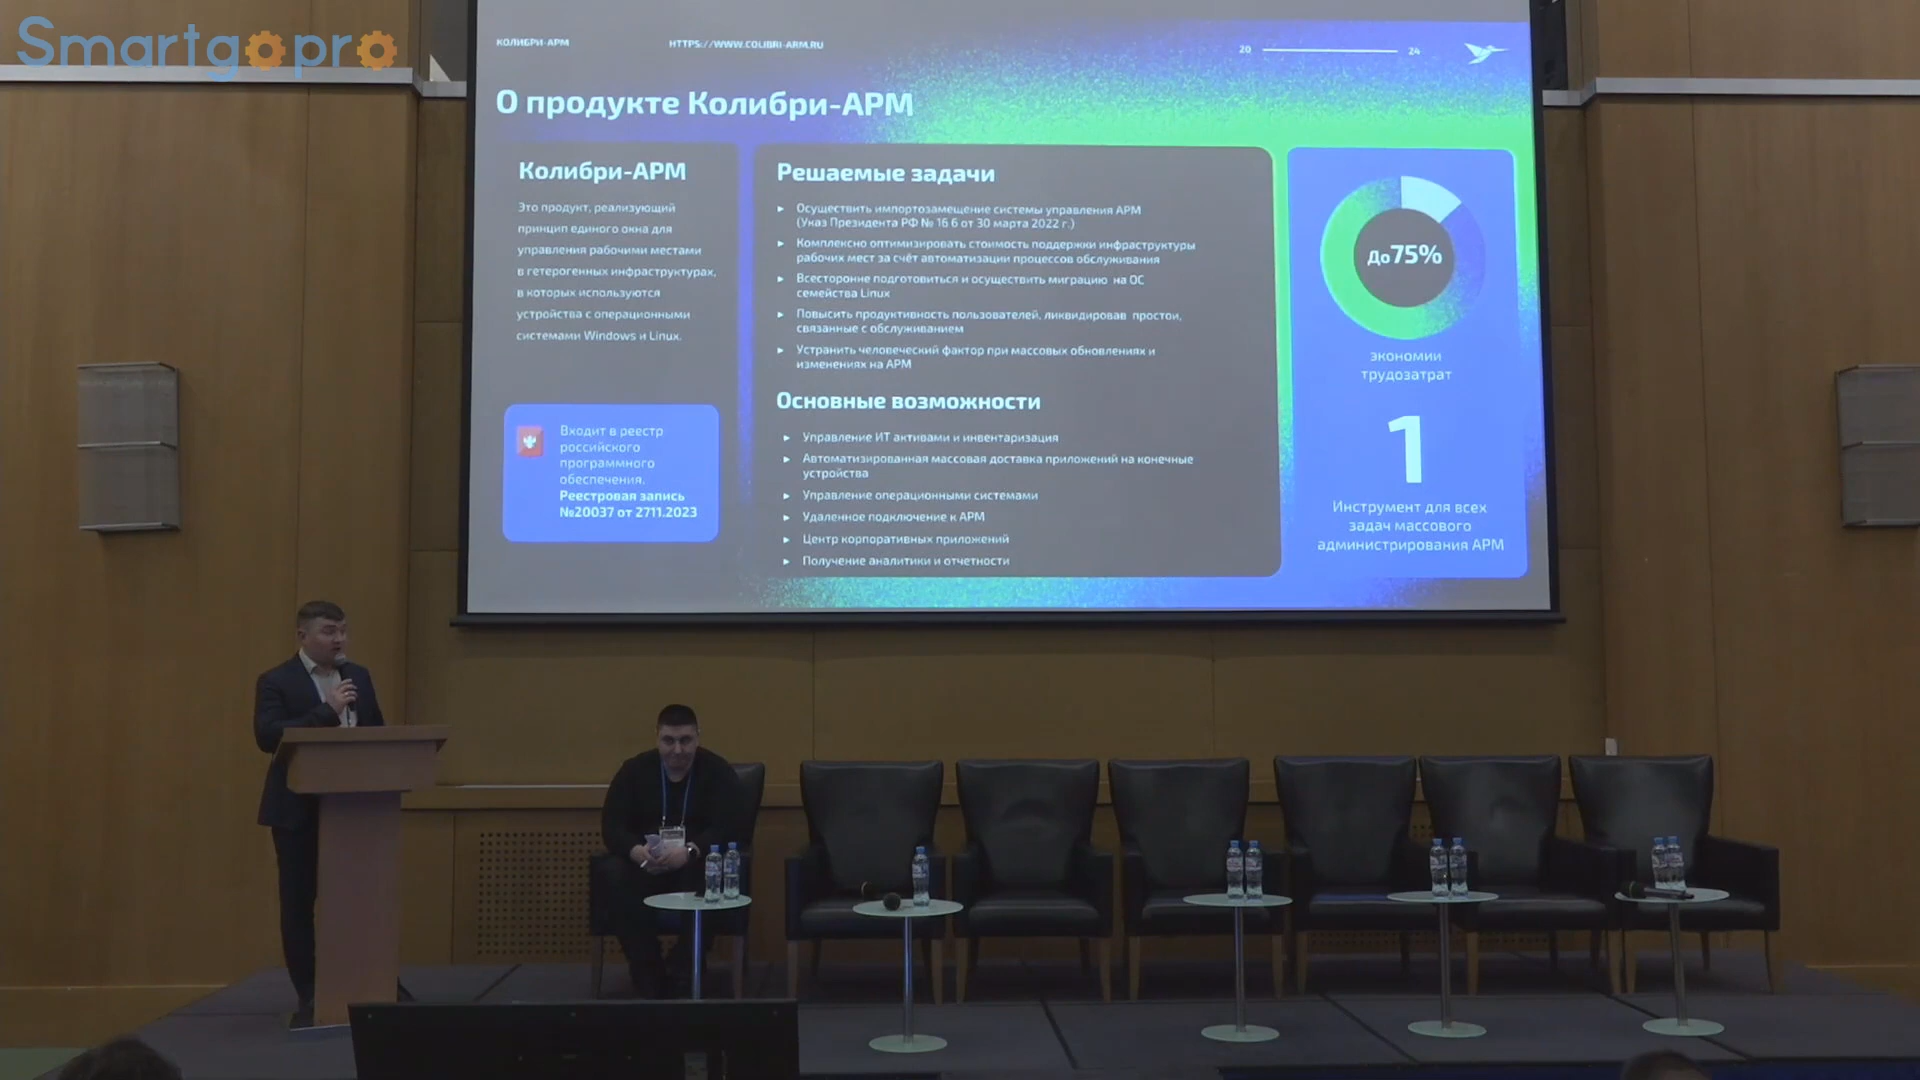 Smartgopro
КОЛИБРИ-АРМ
HTTPS://WWW.COLIBRI-ARM.RU
20
24
О продукте Колибри-АРМ
Колибри-АРМ
Это продукт, реализующий
принцип единого окна для
управления рабочими местами
в гетерогенных инфраструктурах,
в которых используются
устройства с операционными
системами Windows и Linux.
Входит в реестр
российского
программного
обеспечения.
Реестровая запись
№20037 от 2711.2023
Решаемые задачи
► Осуществить импортозамещение системы управления АРМ
(Указ Президента РФ № 16 6 от 30 марта 2022 г.)
► Комплексно оптимизировать стоимость поддержки инфраструктуры
рабочих мест за счёт автоматизации процессов обслуживания
► Всесторонне подготовиться и осуществить миграцию на ОС
семейства Linux
► Повысить продуктивность пользователей, ликвидировав простои,
связанные с обслуживанием
► Устранить человеческий фактор при массовых обновлениях и
изменениях на АРМ
Основные возможности
► Управление ИТ активами и инвентаризация
► Автоматизированная массовая доставка приложений на конечные
устройства
► Управление операционными системами
► Удаленное подключение к АРМ
► Центр корпоративных приложений
► Получение аналитики и отчетности
До75%
экономии
трудозатрат
1
Инструмент для всех
задач массового
администрирования АРМ